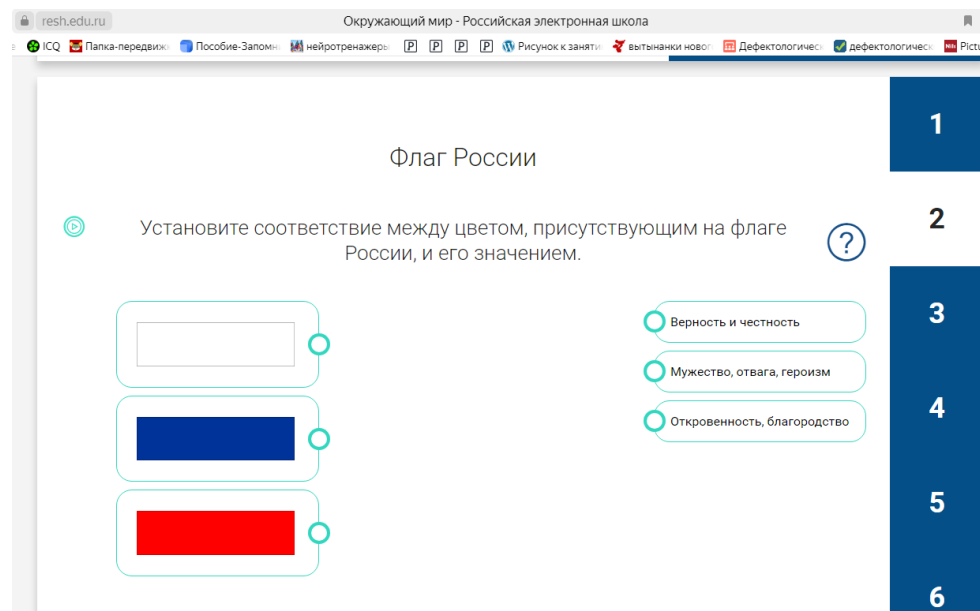 resh.edu.ru Окружающий мир - Российская электронная школа
ICQ Папка-передвиж Пособие-Запомн нейротренажеры P P P P Рисунок к заняти вытынанки новог Дефектологичес дефектологическ Pictu
Флаг России
Установите соответствие между цветом, присутствующим на флаге
России, и его значением.
?
Верность и честность
Мужество, отвага, героизм
Откровенность, благородство
1
2
3
4
5
6